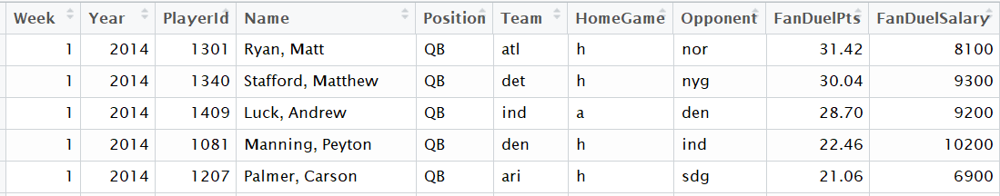 Week Year PlayerId Name Position Team HomeGame Opponent FanDuelPts FanDuelSalary
1 2014 1301 Ryan, Matt QB atl h nor 31.42 8100
1 2014 1340 Stafford, Matthew QB det h nyg 30.04 9300
1 2014 1409 Luck, Andrew QB ind a den 28.70 9200
1 2014 1081 Manning, Peyton QB den h ind 22.46 10200
1 2014 1207 Palmer, Carson QB ari h sdg 21.06 6900